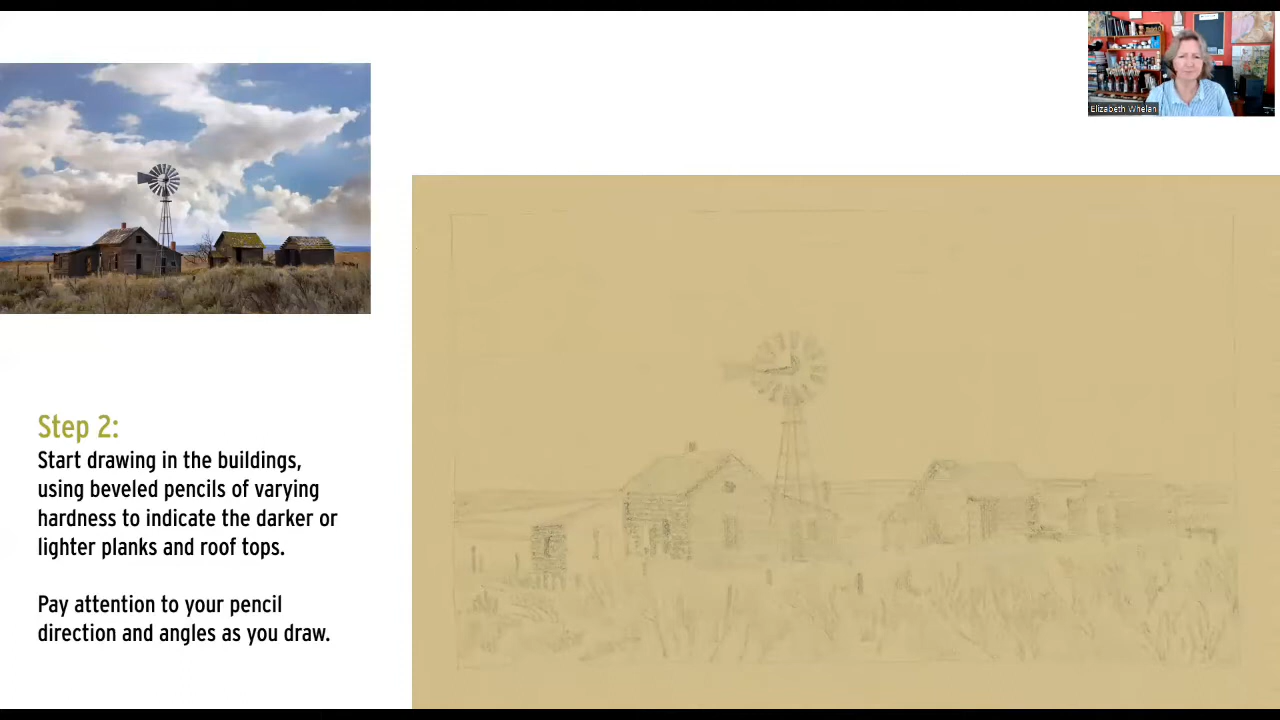 Elizabeth Whelan
Step 2:
Start drawing in the buildings,
using beveled pencils of varying
hardness to indicate the darker or
lighter planks and roof tops.
Pay attention to your pencil
direction and angles as you draw.